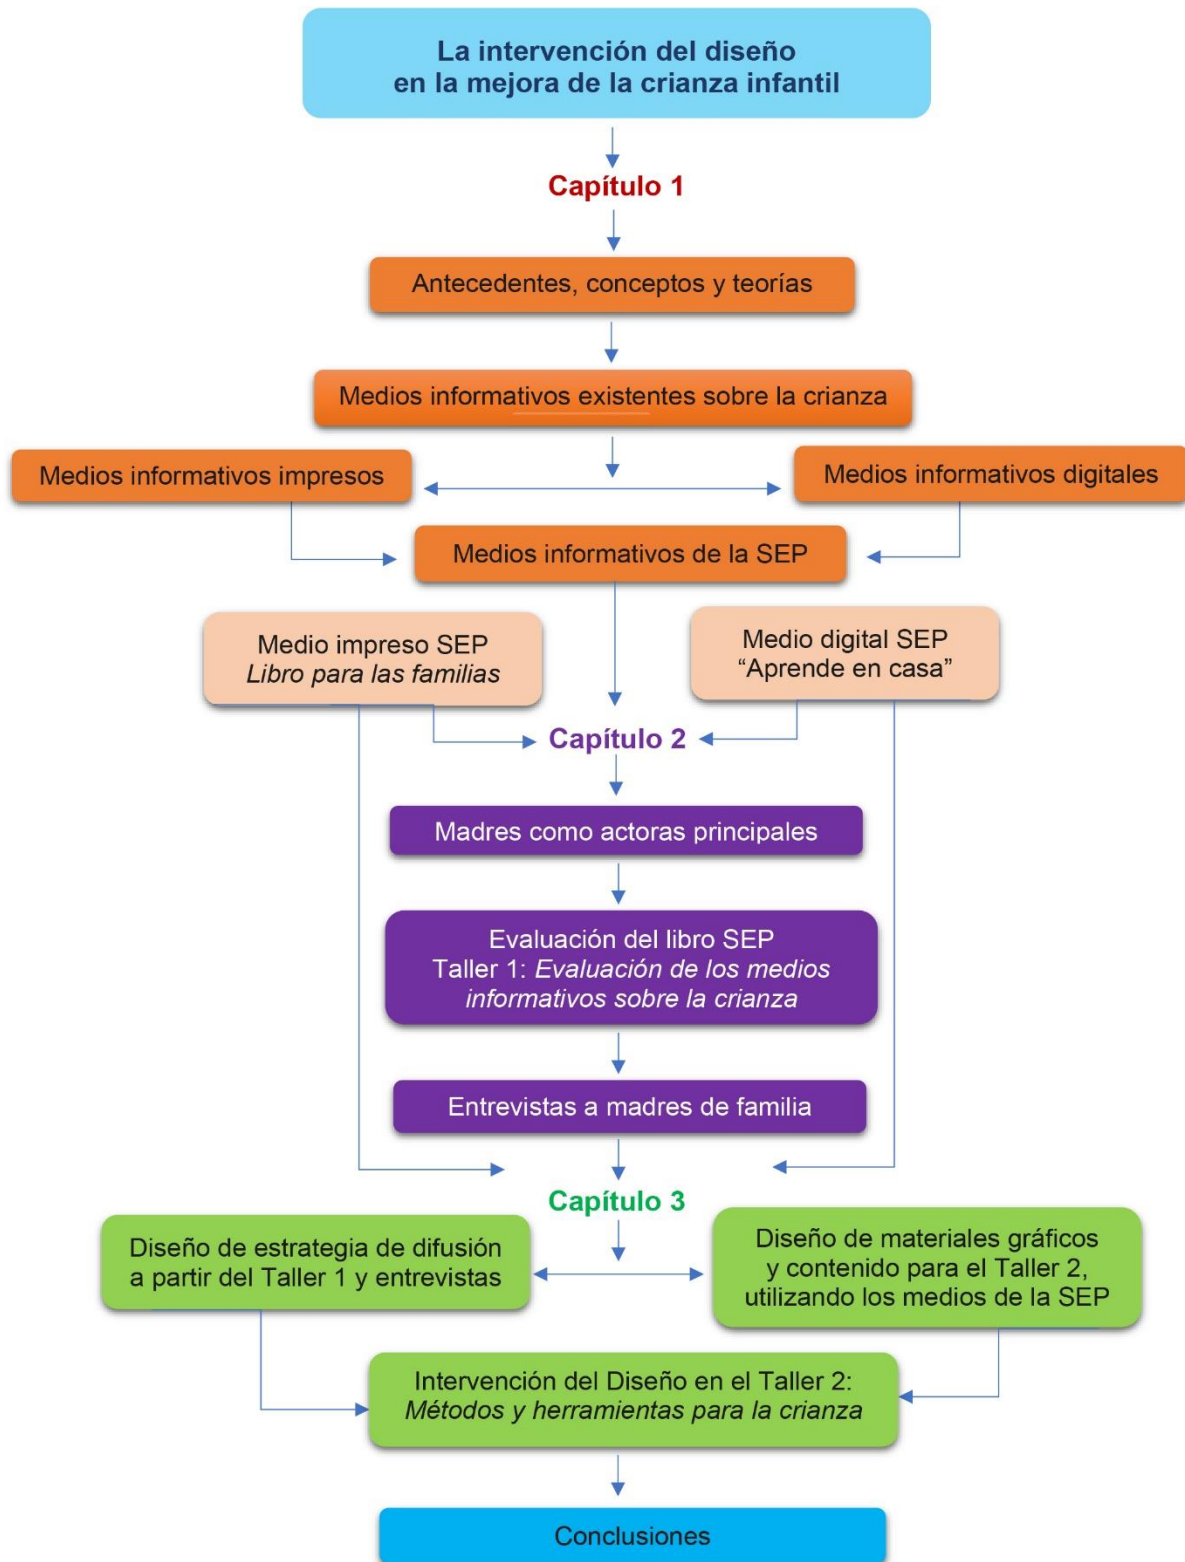 La intervención del diseño
en la mejora de la crianza infantil
Capítulo 1
Antecedentes, conceptos y teorías
Medios informativos existentes sobre la crianza
Medios informativos impresos
Medios informativos digitales
Medios informativos de la SEP
Medio impreso SEP
Libro para las familias
Medio digital SEP
“Aprende en casa”
Capítulo 2
Madres como actoras principales
Evaluación del libro SEP
Taller 1: Evaluación de los medios
informativos sobre la crianza
Entrevistas a madres de familia
Capítulo 3
Diseño de estrategia de difusión
a partir del Taller 1 y entrevistas
Diseño de materiales gráficos
y contenido para el Taller 2,
utilizando los medios de la SEP
Intervención del Diseño en el Taller 2:
Métodos y herramientas para la crianza
Conclusiones